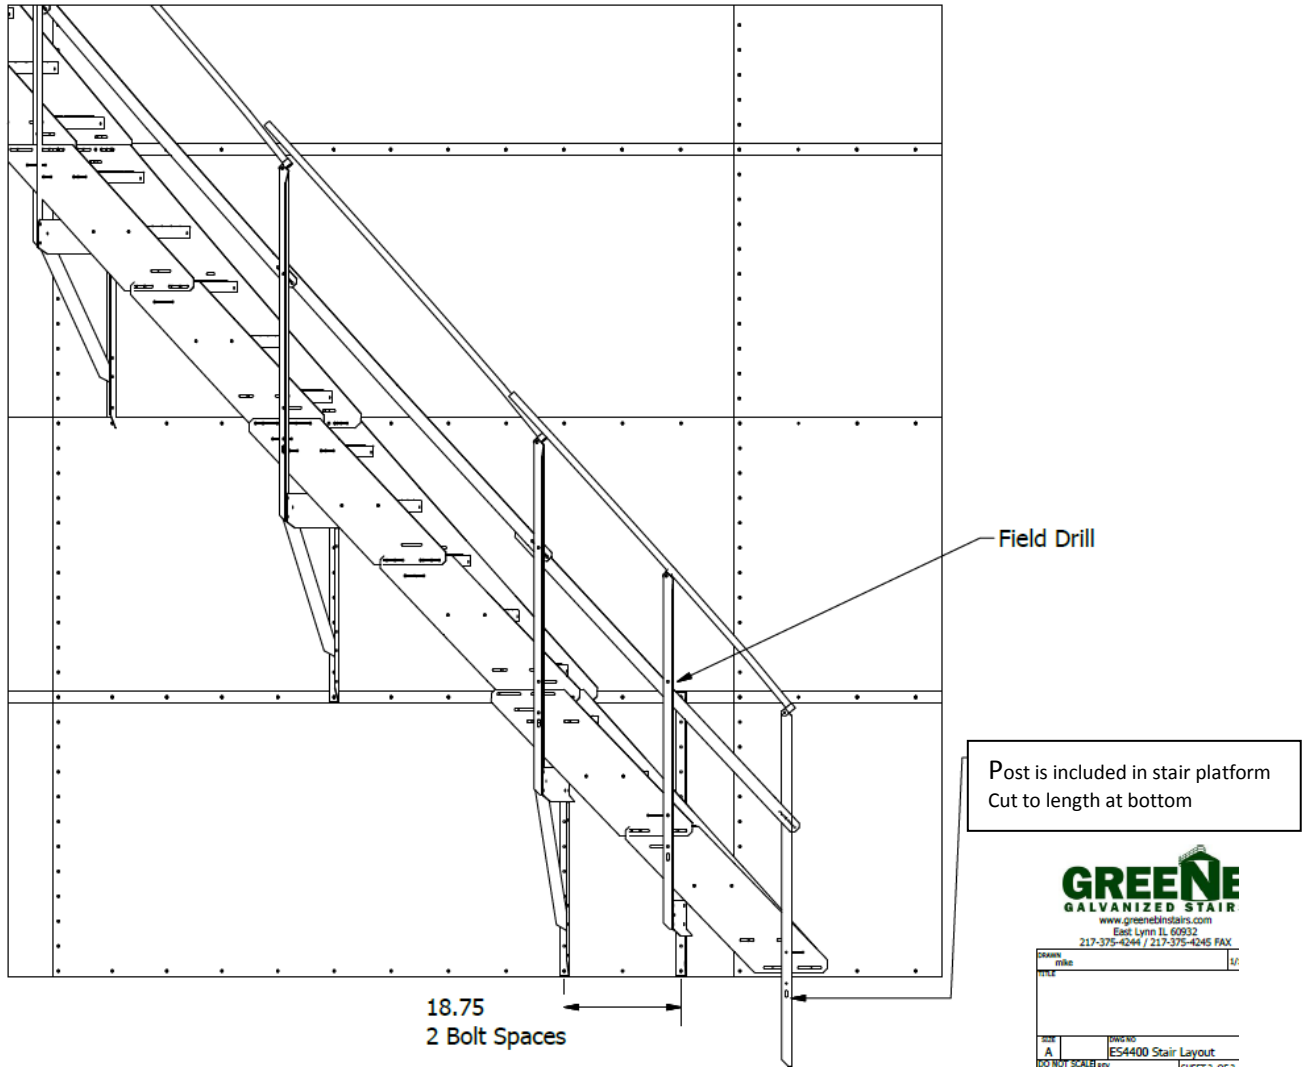 Field Drill
Post is included in stair platform
Cut to length at bottom
18.75
2 Bolt Spaces
GREENE
GALVANIZED STAIR
www.greenebinstairs.com
East Lynn IL 60932
217-375-4244 / 217-375-4245 FAX
DRAWN
mike
1/
TITLE
SIZE
A
DWG NO
ES4400 Stair Layout
DO NOT SCALE
REV